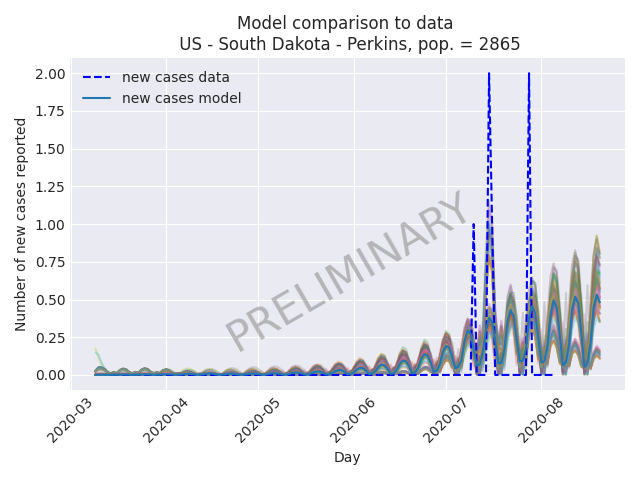 Model comparison to data
US - South Dakota - Perkins, pop. = 2865
2.00
1.75
1.50
1.25
1.00
0.75
0.50
0.25
0.00
Number of new cases reported
new cases data
new cases model
PRELIMINARY
2020-03
2020-04
2020-05
2020-06
2020-07
2020-08
Day